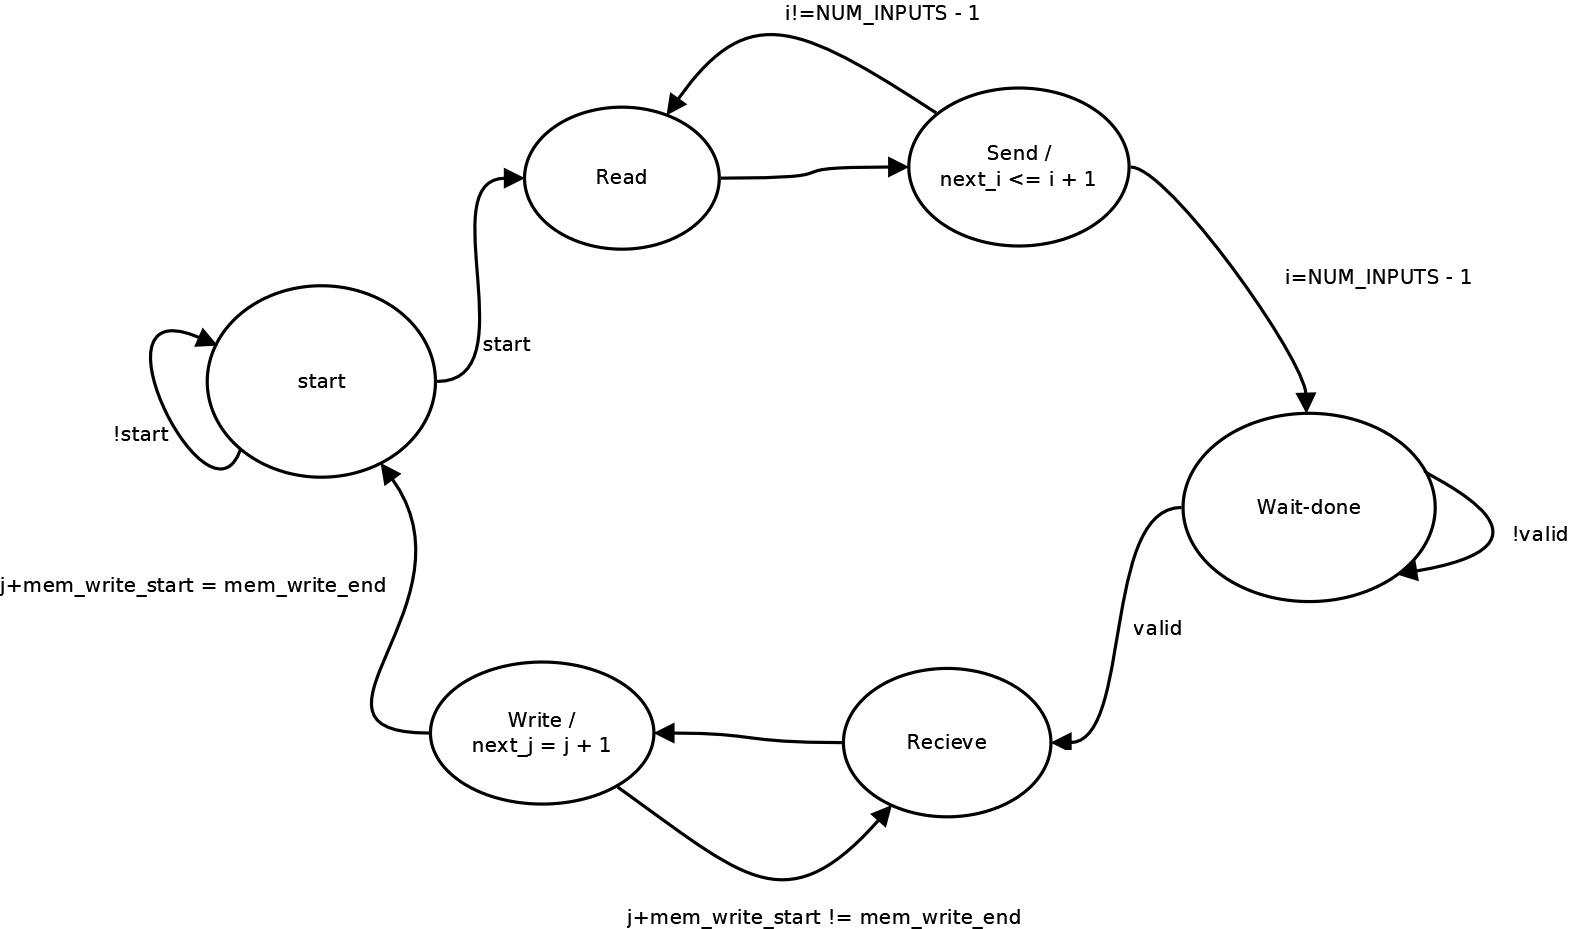 i!=NUM_INPUTS - 1
Send /
next_i <= i + 1
Read
i=NUM_INPUTS - 1
start
start
!start
Wait-done
!valid
j+mem_write_start = mem_write_end
valid
Write /
next_j = j + 1
Recieve
j+mem_write_start != mem_write_end